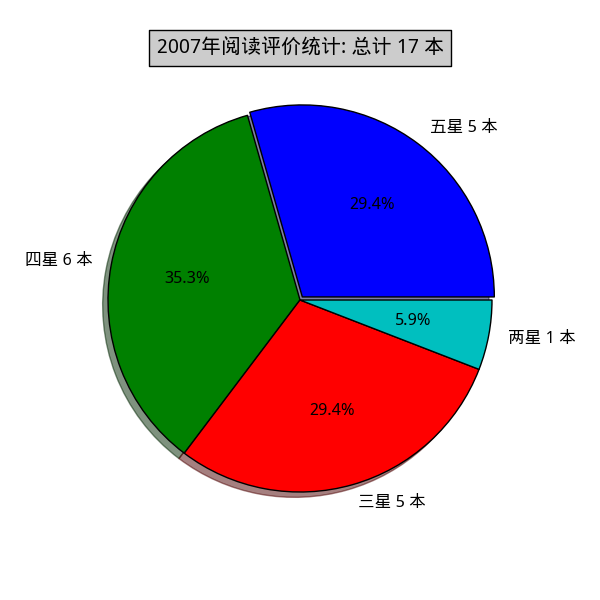 2007年阅读评价统计: 总计 17 本
五星 5 本
29.4%
四星 6 本
35.3%
5.9%
两星 1 本
29.4%
三星 5 本